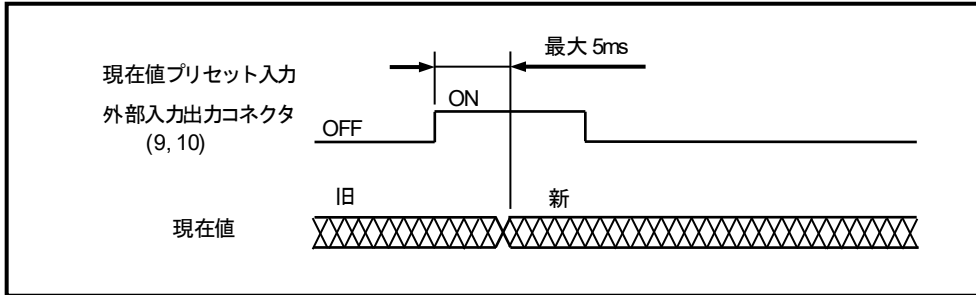 最大 5ms
現在値プリセット入力
外部入力出力コネクタ
(9, 10)
ON
OFF
旧
新
現在値